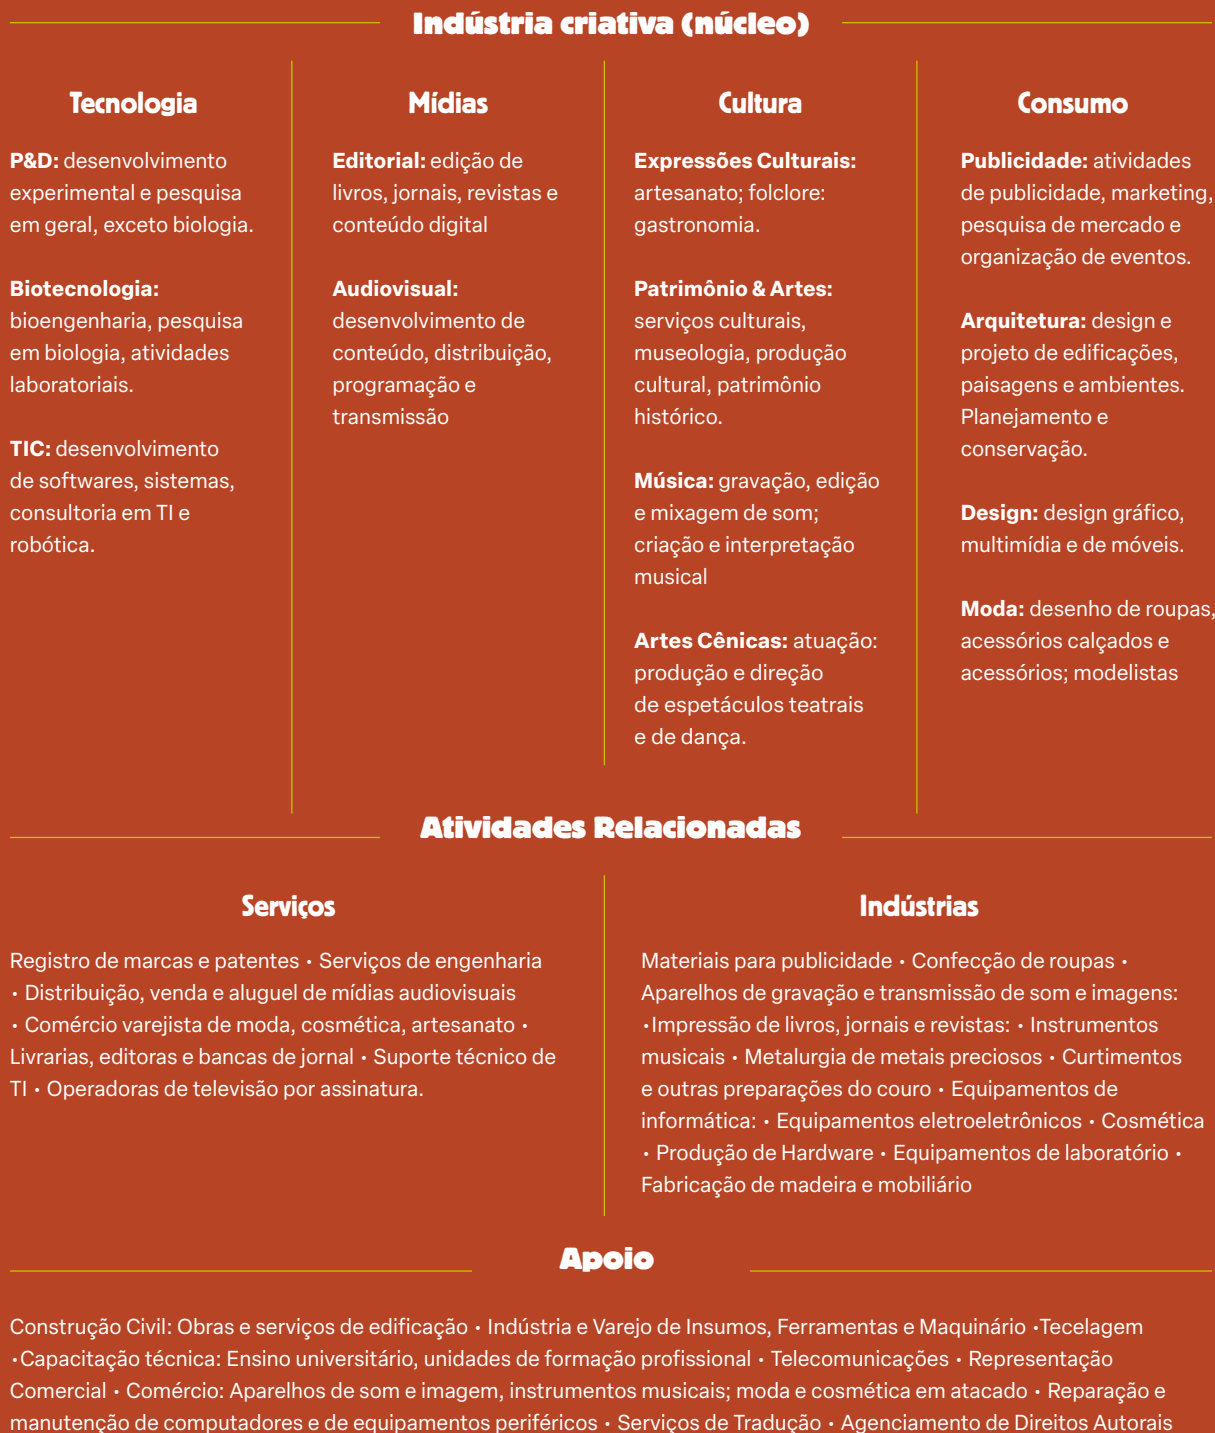 Indústria criativa (núcleo)
Tecnologia
P&D: desenvolvimento
experimental e pesquisa
em geral, exceto biologia.
Biotecnologia:
bioengenharia, pesquisa
em biologia, atividades
laboratoriais.
TIC: desenvolvimento
de softwares, sistemas,
consultoria em TI e
robótica.
Mídias
Editorial: edição de
livros, jornais, revistas e
conteúdo digital
Audiovisual:
desenvolvimento de
conteúdo, distribuição,
programação e
transmissão
Cultura
Expressões Culturais:
artesanato; folclore:
gastronomia.
Patrimônio & Artes:
serviços culturais,
museologia, produção
cultural, patrimônio
histórico.
Música: gravação, edição
e mixagem de som;
criação e interpretação
musical
Artes Cênicas: atuação:
produção e direção
de espetáculos teatrais
e de dança.
Consumo
Publicidade: atividades
de publicidade, marketing,
pesquisa de mercado e
organização de eventos.
Arquitetura: design e
projeto de edificações,
paisagens e ambientes.
Planejamento e
conservação.
Design: design gráfico,
multimídia e de móveis.
Moda: desenho de roupas,
acessórios calçados e
acessórios; modelistas
Atividades Relacionadas
Serviços
Registro de marcas e patentes • Serviços de engenharia
• Distribuição, venda e aluguel de mídias audiovisuais
• Comércio varejista de moda, cosmética, artesanato •
Livrarias, editoras e bancas de jornal • Suporte técnico de
TI • Operadoras de televisão por assinatura.
Indústrias
Materiais para publicidade • Confecção de roupas •
Aparelhos de gravação e transmissão de som e imagens:
•Impressão de livros, jornais e revistas: • Instrumentos
musicais • Metalurgia de metais preciosos • Curtimentos
e outras preparações do couro • Equipamentos de
informática: • Equipamentos eletroeletrônicos • Cosmética
• Produção de Hardware • Equipamentos de laboratório •
Fabricação de madeira e mobiliário
Apoio
Construção Civil: Obras e serviços de edificação • Indústria e Varejo de Insumos, Ferramentas e Maquinário •Tecelagem
•Capacitação técnica: Ensino universitário, unidades de formação profissional • Telecomunicações • Representação
Comercial • Comércio: Aparelhos de som e imagem, instrumentos musicais; moda e cosmética em atacado • Reparação e
manutenção de computadores e de equipamentos periféricos • Serviços de Tradução • Agenciamento de Direitos Autorais